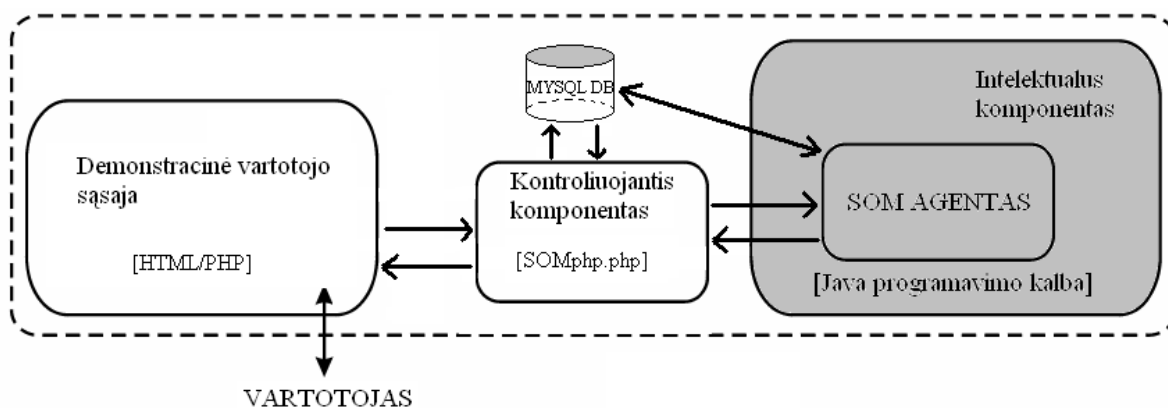 Demonstracinė vartotojo
sąsaja
[HTML/PHP]
MYSQL DB
Kontroliuojantis
komponentas
[SOMphp.php]
Intelektualus
komponentas
SOM AGENTAS
[Java programavimo kalba]
VARTOTOJAS